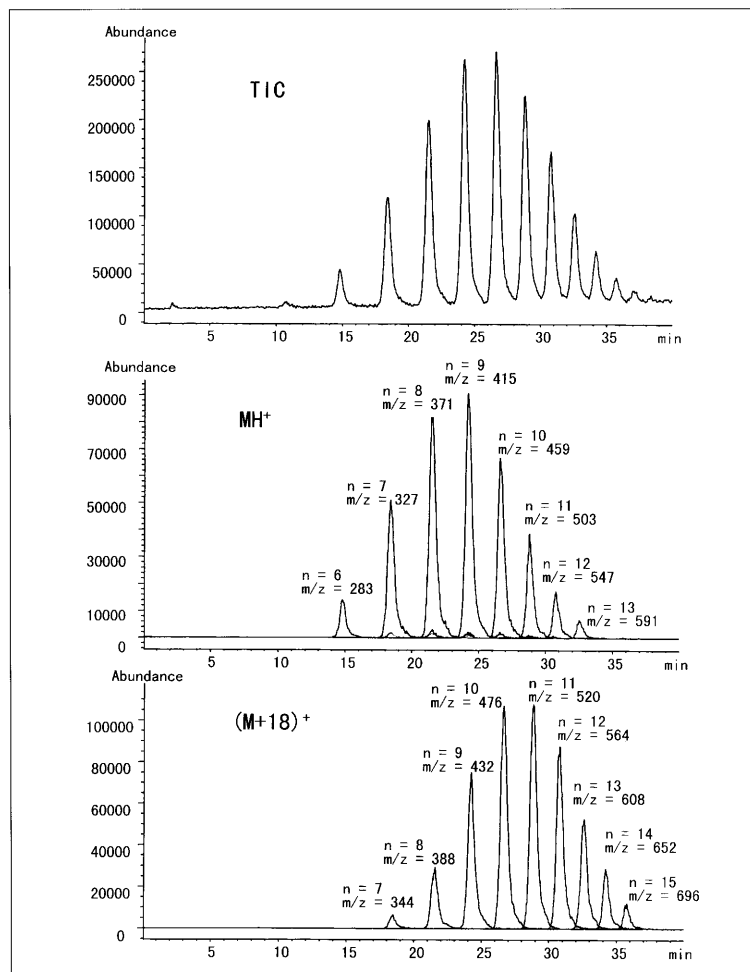 Abundance
TIC
250000
200000
150000
100000
50000
0
5 10 15 20 25 30 35 min
Abundance
MH+
90000
70000
50000
30000
10000
0
n = 6
m/z = 283
n = 7
m/z = 327
n = 8
m/z = 371
n = 9
m/z = 415
n = 10
m/z = 459
n = 11
m/z = 503
n = 12
m/z = 547
n = 13
m/z = 591
5 10 15 20 25 30 35 min
Abundance
(M+18)+
100000
80000
60000
40000
20000
0
n = 7
m/z = 344
n = 8
m/z = 388
n = 9
m/z = 432
n = 10
m/z = 476
n = 11
m/z = 520
n = 12
m/z = 564
n = 13
m/z = 608
n = 14
m/z = 652
n = 15
m/z = 696
5 10 15 20 25 30 35 min